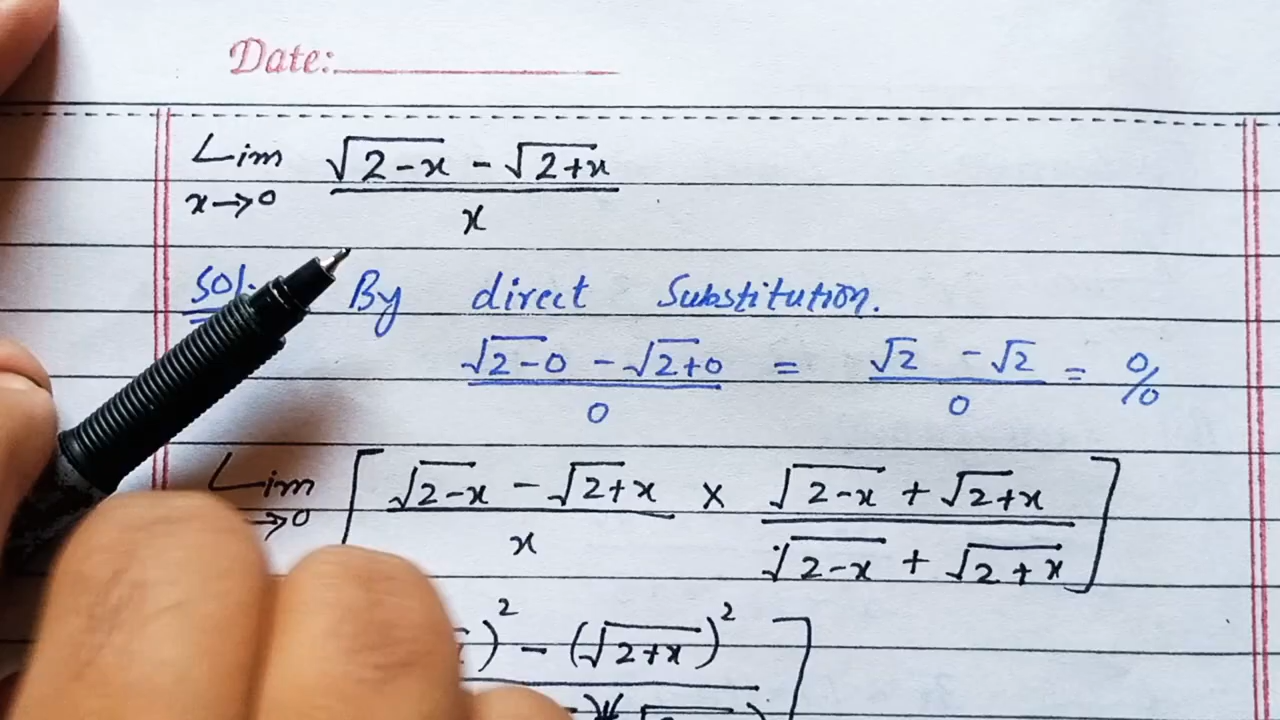 Date:
Lim x→0 (√(2-x) - √(2+x)) / x
Sol. By direct Substitution.
(√(2-0) - √(2+0)) / 0 = (√2 - √2) / 0 = 0/0
Lim →0 [ (√(2-x) - √(2+x)) / x × (√(2-x) + √(2+x)) / (√(2-x) + √(2+x)) ]
)² - (√(2+x))² ]